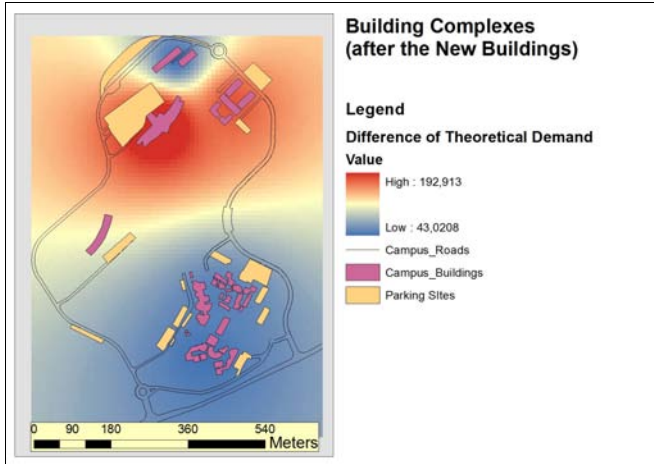 Building Complexes
(after the New Buildings)
Legend
Difference of Theoretical Demand
Value
High : 192,913
Low : 43,0208
Campus_Roads
Campus_Buildings
Parking SItes
0 90 180 360 540
Meters